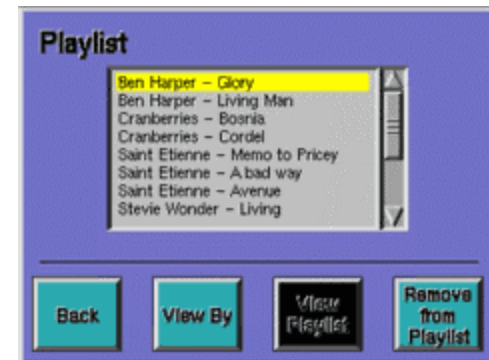 Playlist
Ben Harper – Glory
Ben Harper – Living Man
Cranberries – Bosnia
Cranberries – Cordel
Saint Etienne – Memo to Pricey
Saint Etienne – A bad way
Saint Etienne – Avenue
Stevie Wonder – Living
Back
View By
View
Playlist
Remove
from
Playlist